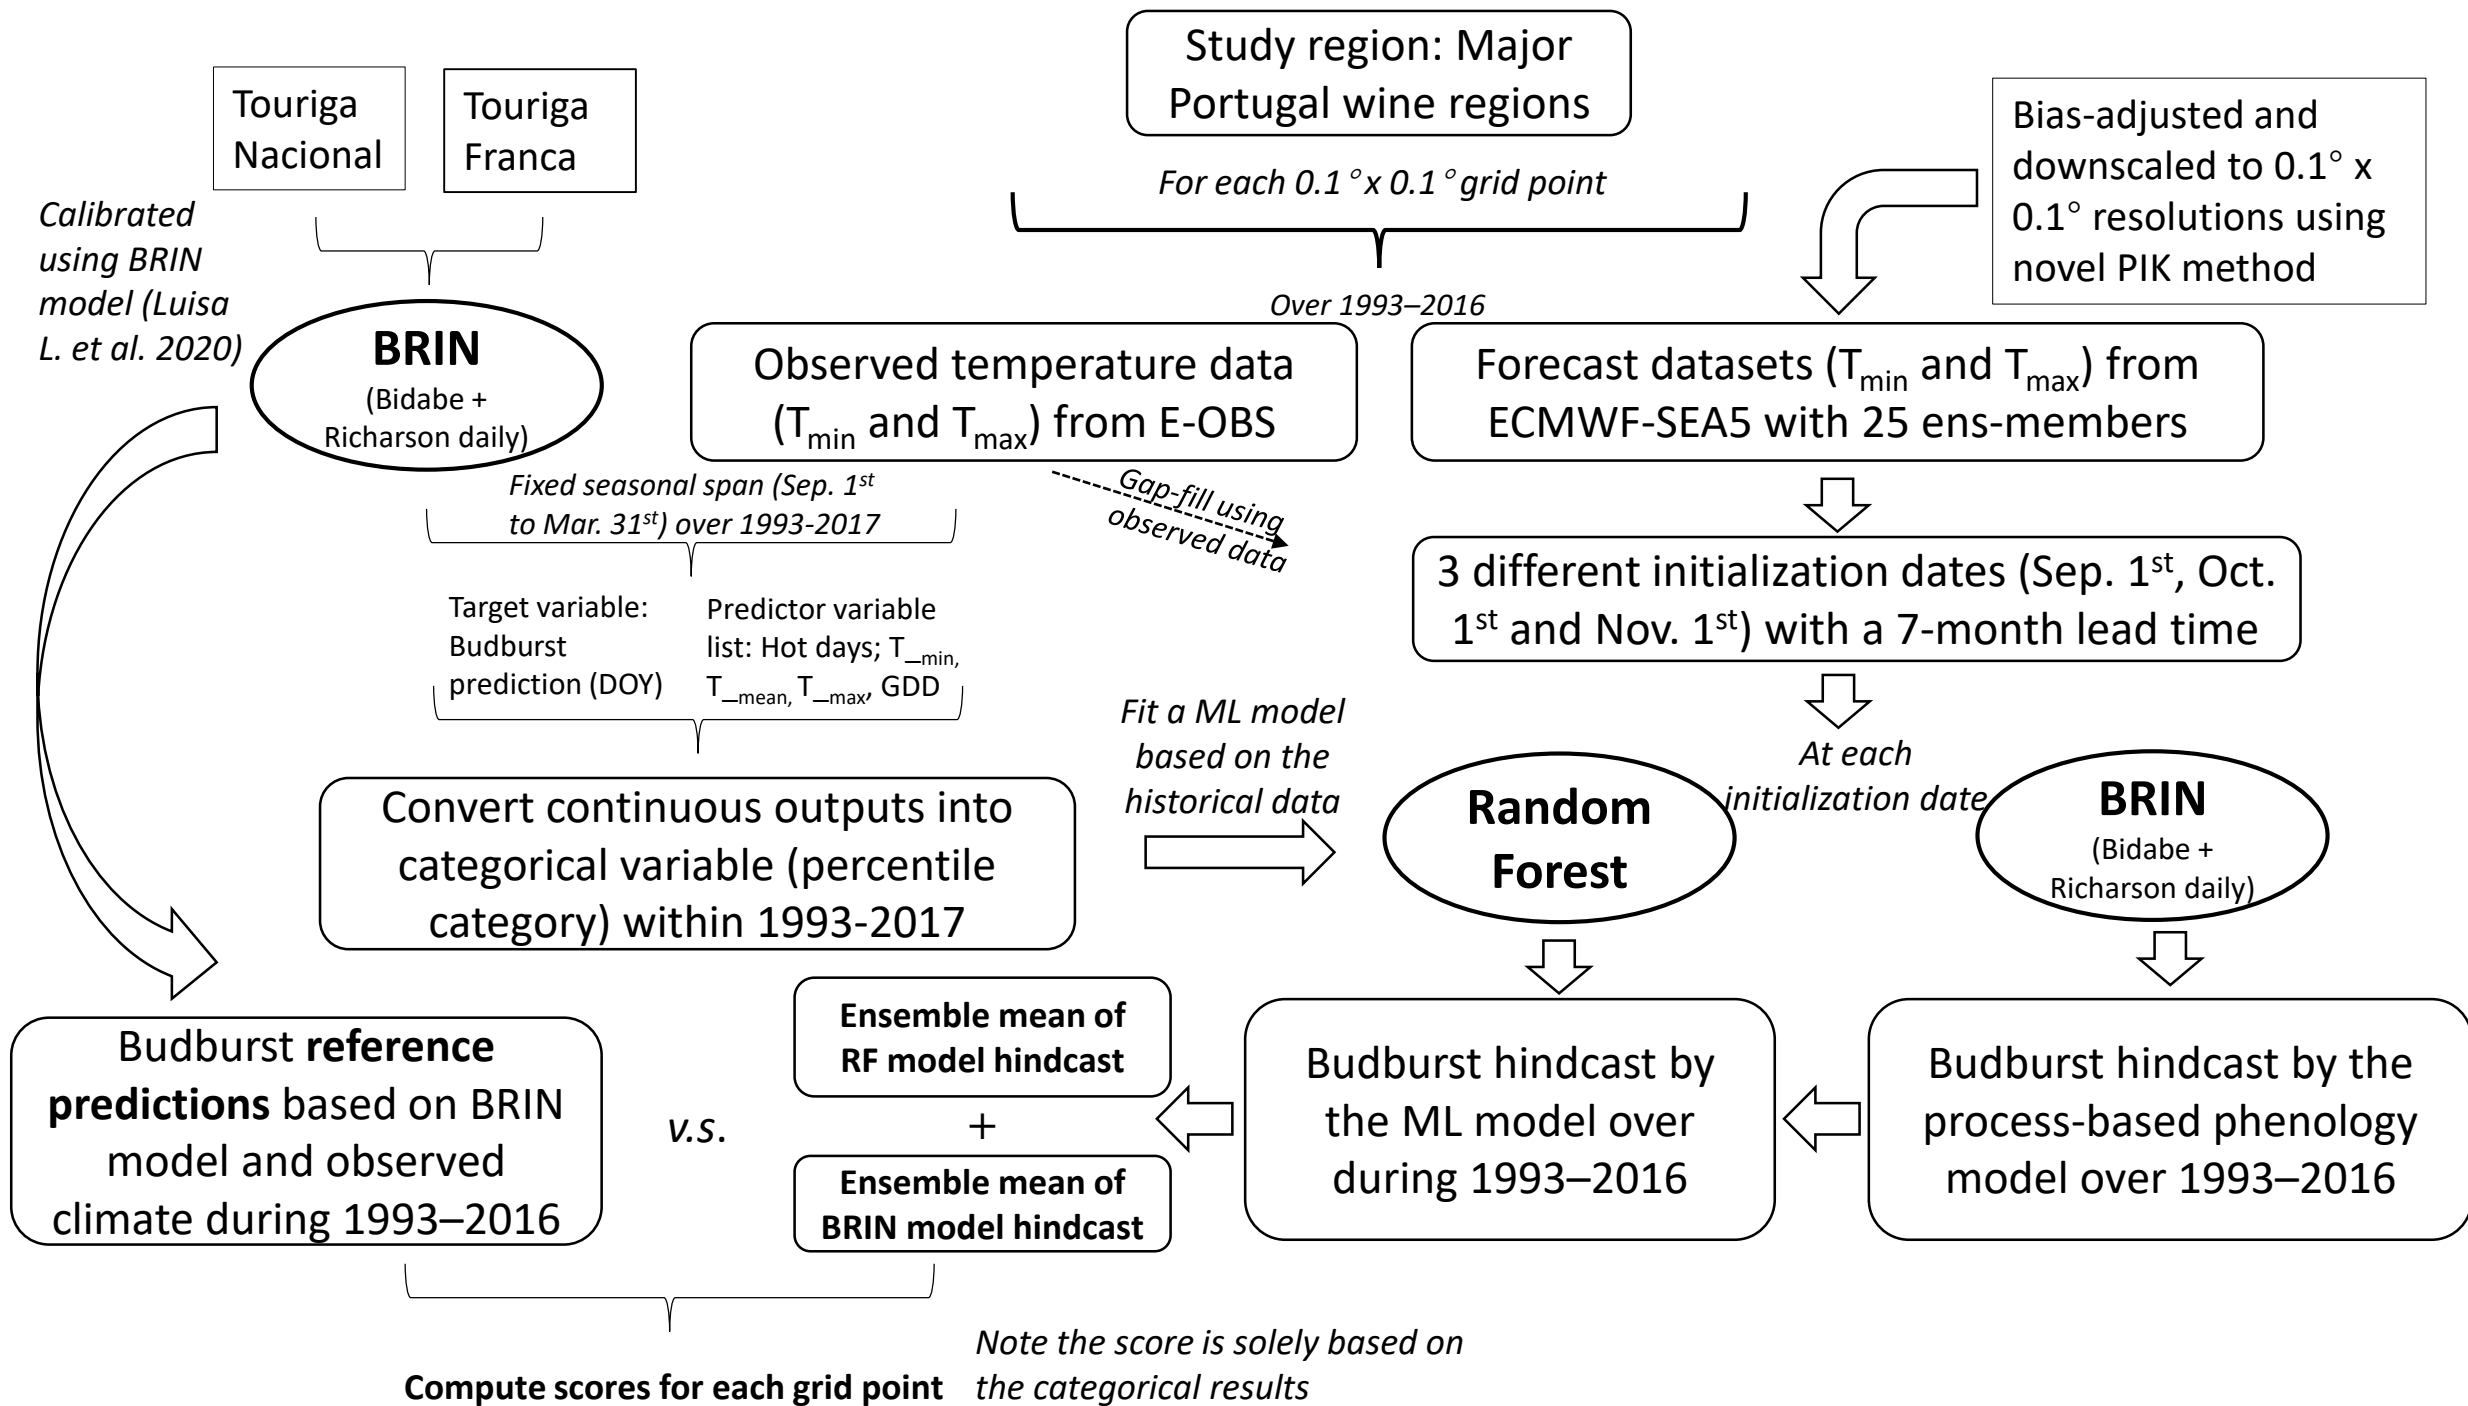 Study region: Major
Portugal wine regions
Touriga
Nacional
Touriga
Franca
Bias-adjusted and
downscaled to 0.1° x
0.1° resolutions using
novel PIK method
For each 0.1° x 0.1° grid point
Calibrated
using BRIN
model (Luisa
L. et al. 2020)
Over 1993–2016
BRIN
(Bidabe +
Richarson daily)
Observed temperature data
(Tmin and Tmax) from E-OBS
Forecast datasets (Tmin and Tmax) from
ECMWF-SEA5 with 25 ens-members
Fixed seasonal span (Sep. 1st
to Mar. 31st) over 1993-2017
Gap-fill using
observed data
3 different initialization dates (Sep. 1st, Oct.
1st and Nov. 1st) with a 7-month lead time
Target variable:
Budburst
prediction (DOY)
Predictor variable
list: Hot days; T_min,
T_mean, T_max, GDD
Fit a ML model
based on the
historical data
At each
initialization date
Convert continuous outputs into
categorical variable (percentile
category) within 1993-2017
Random
Forest
BRIN
(Bidabe +
Richarson daily)
Budburst reference
predictions based on BRIN
model and observed
climate during 1993–2016
v.s.
Ensemble mean of
RF model hindcast
+
Ensemble mean of
BRIN model hindcast
Budburst hindcast by
the ML model over
during 1993–2016
Budburst hindcast by the
process-based phenology
model over 1993–2016
Compute scores for each grid point
Note the score is solely based on
the categorical results